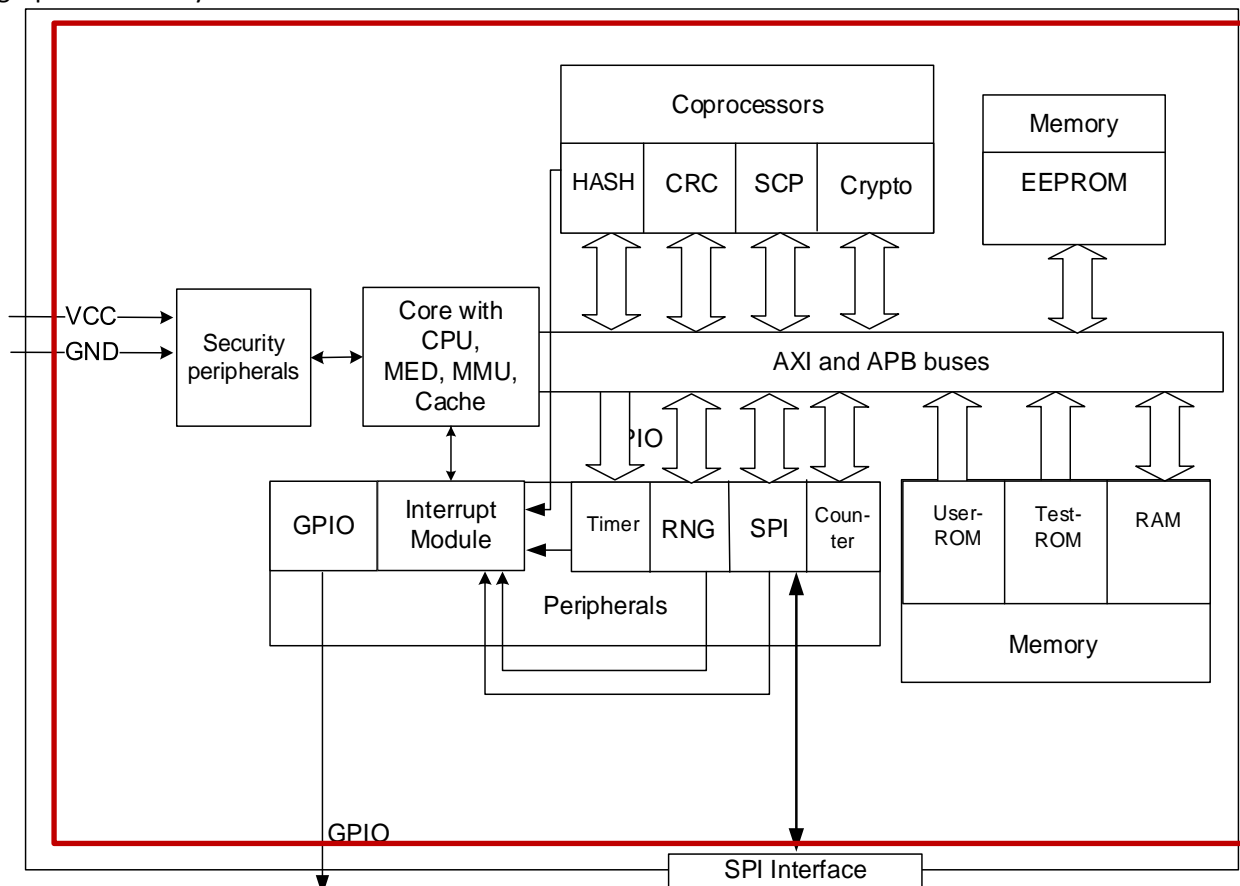 Coprocessors
HASH
CRC
SCP
Crypto
Memory
EEPROM
VCC
GND
Security
peripherals
Core with
CPU,
MED, MMU,
Cache
AXI and APB buses
PIO
GPIO
Interrupt
Module
Timer
RNG
SPI
Coun-
ter
Peripherals
User-
ROM
Test-
ROM
RAM
Memory
GPIO
SPI Interface